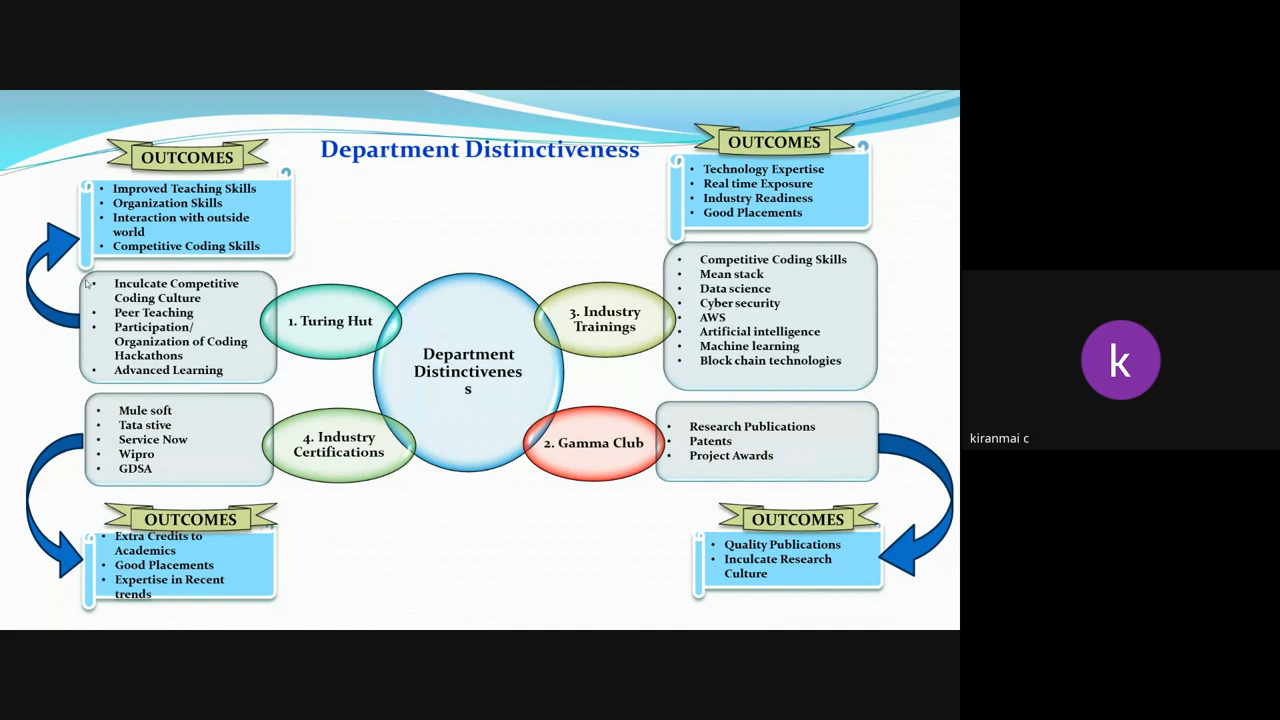 Department Distinctiveness
OUTCOMES
• Improved Teaching Skills
• Organization Skills
• Interaction with outside
world
• Competitive Coding Skills
• Inculcate Competitive
Coding Culture
• Peer Teaching
• Participation/
Organization of Coding
Hackathons
• Advanced Learning
1. Turing Hut
Department
Distinctivenes
s
OUTCOMES
• Technology Expertise
• Real time Exposure
• Industry Readiness
• Good Placements
3. Industry
Trainings
• Competitive Coding Skills
• Mean stack
• Data science
• Cyber security
• AWS
• Artificial intelligence
• Machine learning
• Block chain technologies
• Mule soft
• Tata stive
• Service Now
• Wipro
• GDSA
4. Industry
Certifications
2. Gamma Club
• Research Publications
• Patents
• Project Awards
OUTCOMES
• Extra Credits to
Academics
• Good Placements
• Expertise in Recent
trends
OUTCOMES
• Quality Publications
• Inculcate Research
Culture
k
kiranmai c